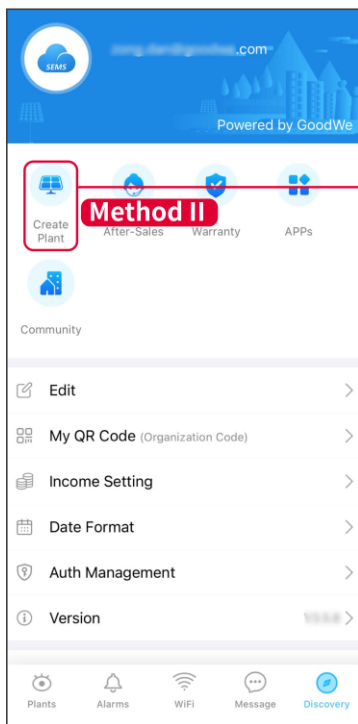 SEMS
.com
Powered by GoodWe
Method II
Create
Plant
After-Sales
Warranty
APPs
Community
Edit
My QR Code (Organization Code)
Income Setting
Date Format
Auth Management
Version
Plants
Alarms
WiFi
Message
Discovery